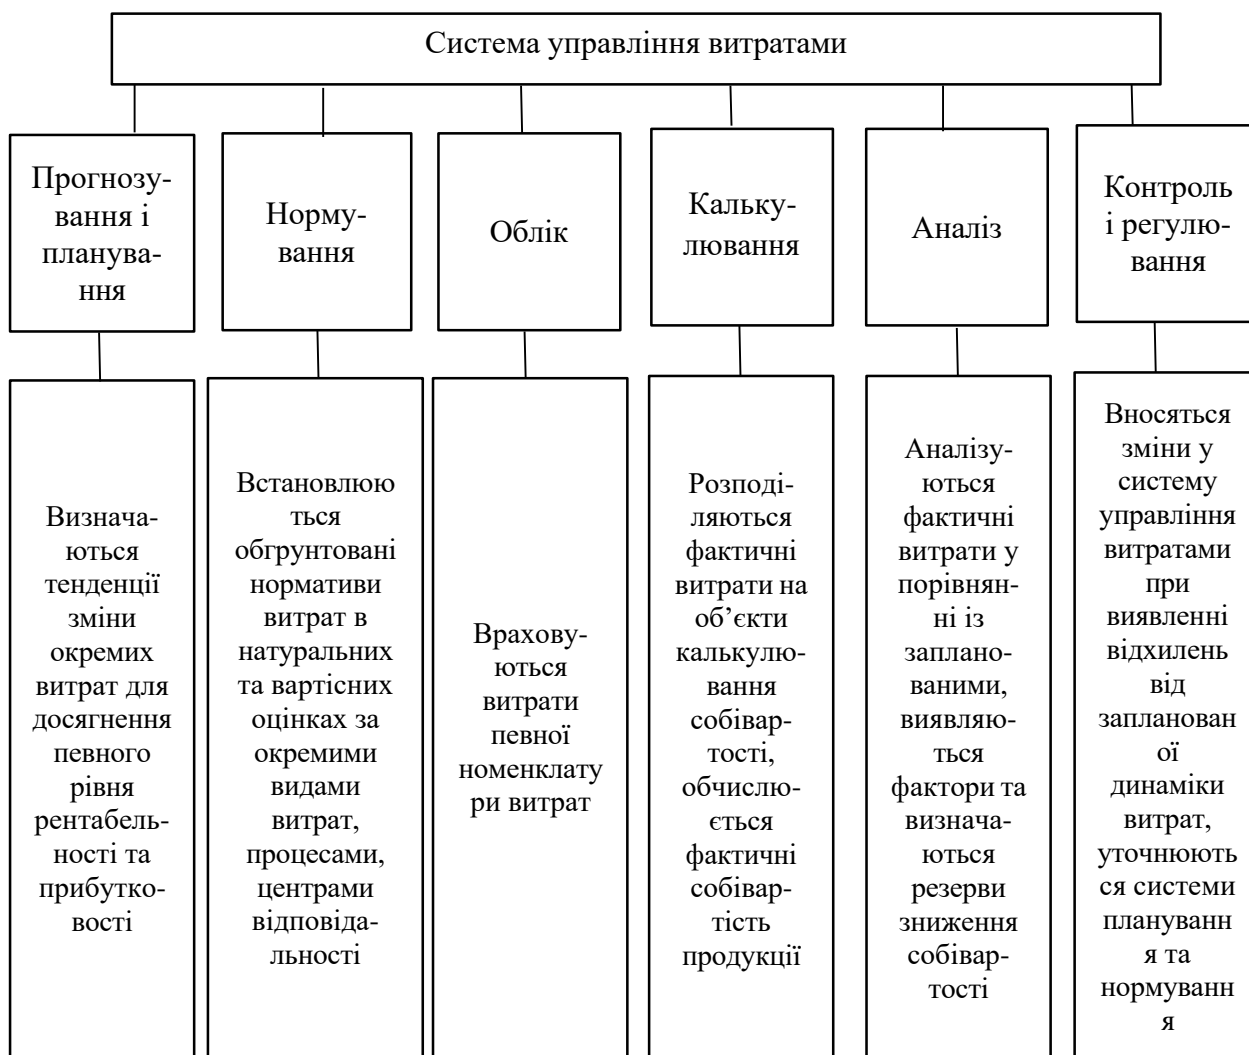 Система управління витратами
Прогнозу-
вання і
планува-
ння
Норму-
вання
Облік
Кальку-
лювання
Аналіз
Контроль
і регулю-
вання
Визнача-
ються
тенденції
зміни
окремих
витрат для
досягнення
певного
рівня
рентабель-
ності та
прибутко-
вості
Встановлюю
ться
обгрунтовані
нормативи
витрат в
натуральних
та вартісних
оцінках за
окремими
видами
витрат,
процесами,
центрами
відповіда-
льності
Враховy-
ються
витрати
певної
номенклату
ри витрат
Розподі-
ляються
фактичні
витрати на
об’єкти
калькулю-
вання
собівар-
тості,
обчислю-
ється
фактичні
собівар-
тість
продукції
Аналізу-
ються
фактичні
витрати у
порівнян-
ні із
заплано-
ваними,
виявляю-
ться
фактори та
визнача-
ються
резерви
зниження
собівар-
тості
Вносяться
зміни у
систему
управління
витратами
при
виявленні
відхилень
від
запланован
ої
динаміки
витрат,
уточнюють
ся системи
плануванн
я та
нормуванн
я